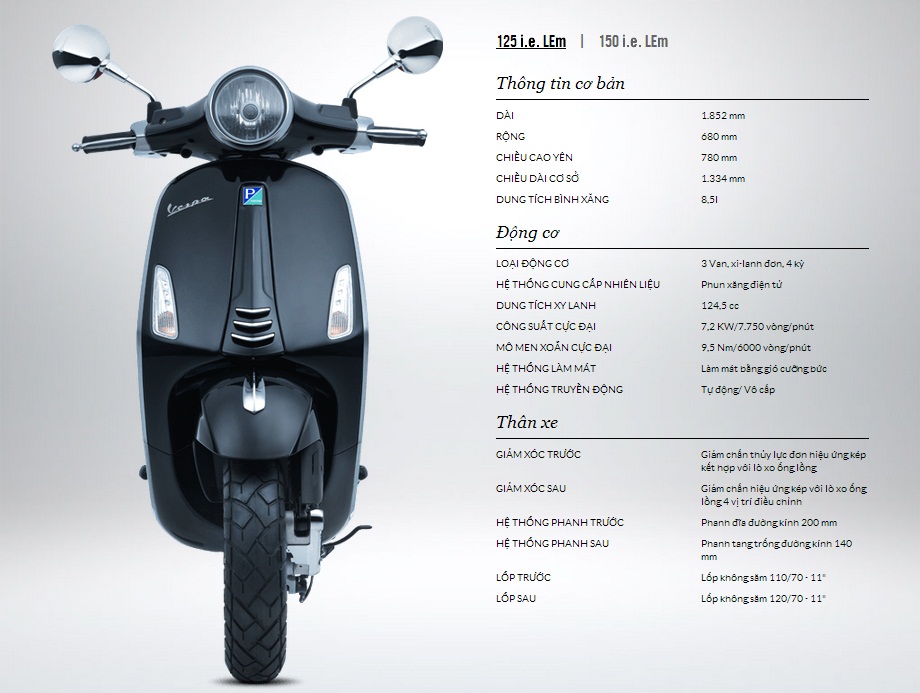 125 i.e. LEm | 150 i.e. LEm
Thông tin cơ bản
DÀI 1.852 mm
RỘNG 680 mm
CHIỀU CAO YÊN 780 mm
CHIỀU DÀI CƠ SỞ 1.334 mm
DUNG TÍCH BÌNH XĂNG 8,5l
Động cơ
LOẠI ĐỘNG CƠ 3 Van, xi-lanh đơn, 4 kỳ
HỆ THỐNG CUNG CẤP NHIÊN LIỆU Phun xăng điện tử
DUNG TÍCH XY LANH 124,5 cc
CÔNG SUẤT CỰC ĐẠI 7,2 KW/7.750 vòng/phút
MÔ MEN XOẮN CỰC ĐẠI 9,5 Nm/6000 vòng/phút
HỆ THỐNG LÀM MÁT Làm mát bằng gió cưỡng bức
HỆ THỐNG TRUYỀN ĐỘNG Tự động/ Vô cấp
Thân xe
GIẢM XÓC TRƯỚC Giảm chấn thủy lực đơn hiệu ứng kép
kết hợp với lò xo ống lồng
GIẢM XÓC SAU Giảm chấn hiệu ứng kép với lò xo ống
lồng 4 vị trí điều chỉnh
HỆ THỐNG PHANH TRƯỚC Phanh đĩa đường kính 200 mm
HỆ THỐNG PHANH SAU Phanh tang trống đường kính 140
mm
LỐP TRƯỚC Lốp không săm 110/70 - 11"
LỐP SAU Lốp không săm 120/70 - 11"
Vespa
P